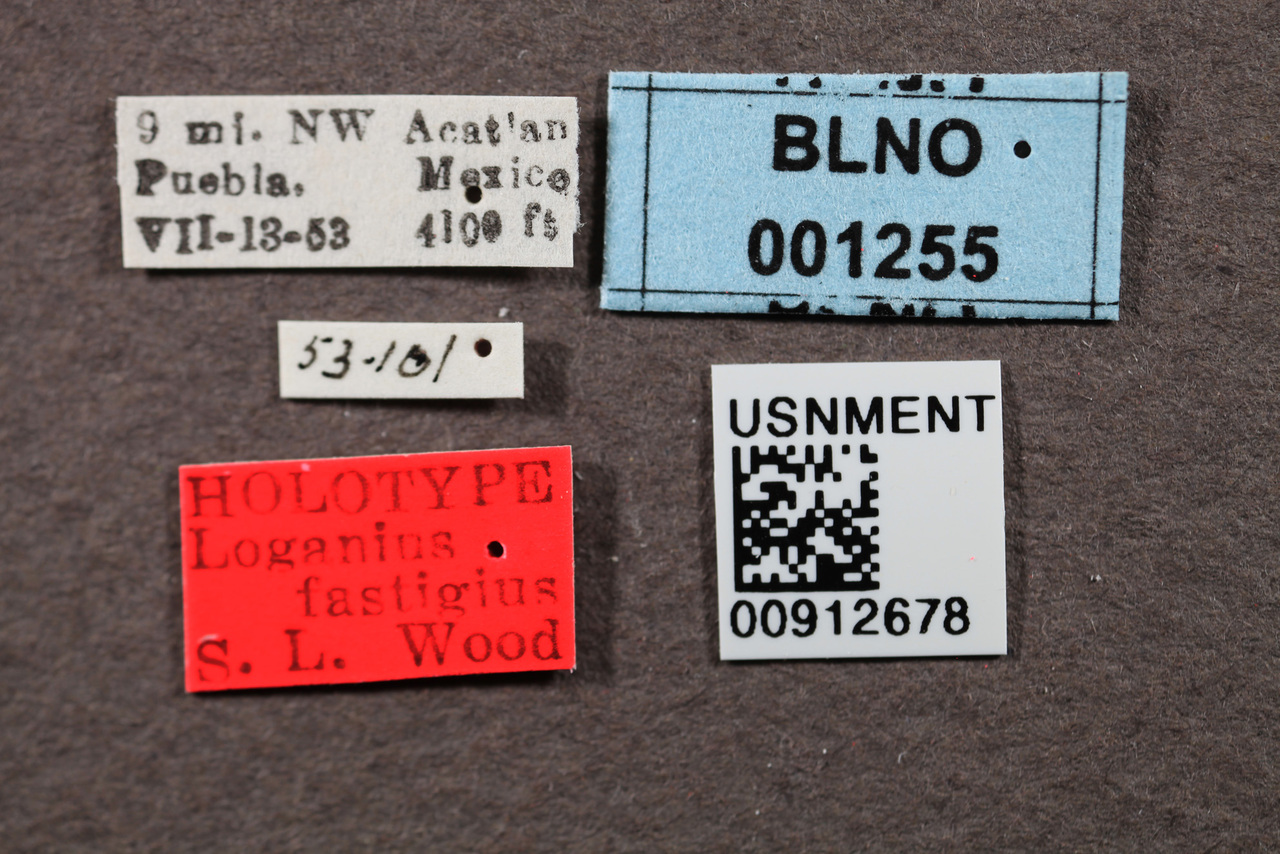 9 mi. NW Acatlan
Puebla. Mexico
VII-13-53 4100 ft
53-101
HOLOTYPE
Loganius
fastigius
S. L. Wood
BLNO
001255
USNMENT
00912678